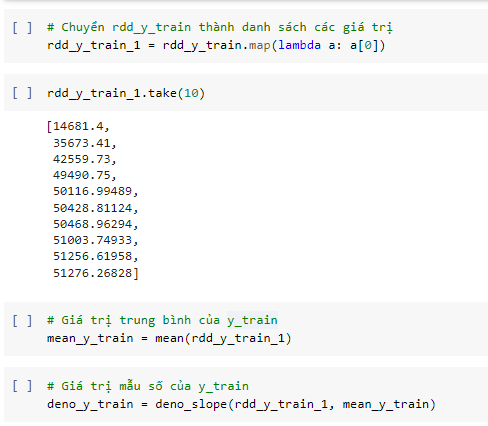 [ ] # Chuyển rdd_y_train thành danh sách các giá trị
rdd_y_train_1 = rdd_y_train.map(lambda a: a[0])
[ ] rdd_y_train_1.take(10)
[14681.4,
35673.41,
42559.73,
49490.75,
50116.99489,
50428.81124,
50468.96294,
51003.74933,
51256.61958,
51276.26828]
[ ] # Giá trị trung bình của y_train
mean_y_train = mean(rdd_y_train_1)
[ ] # Giá trị mẫu số của y_train
deno_y_train = deno_slope(rdd_y_train_1, mean_y_train)